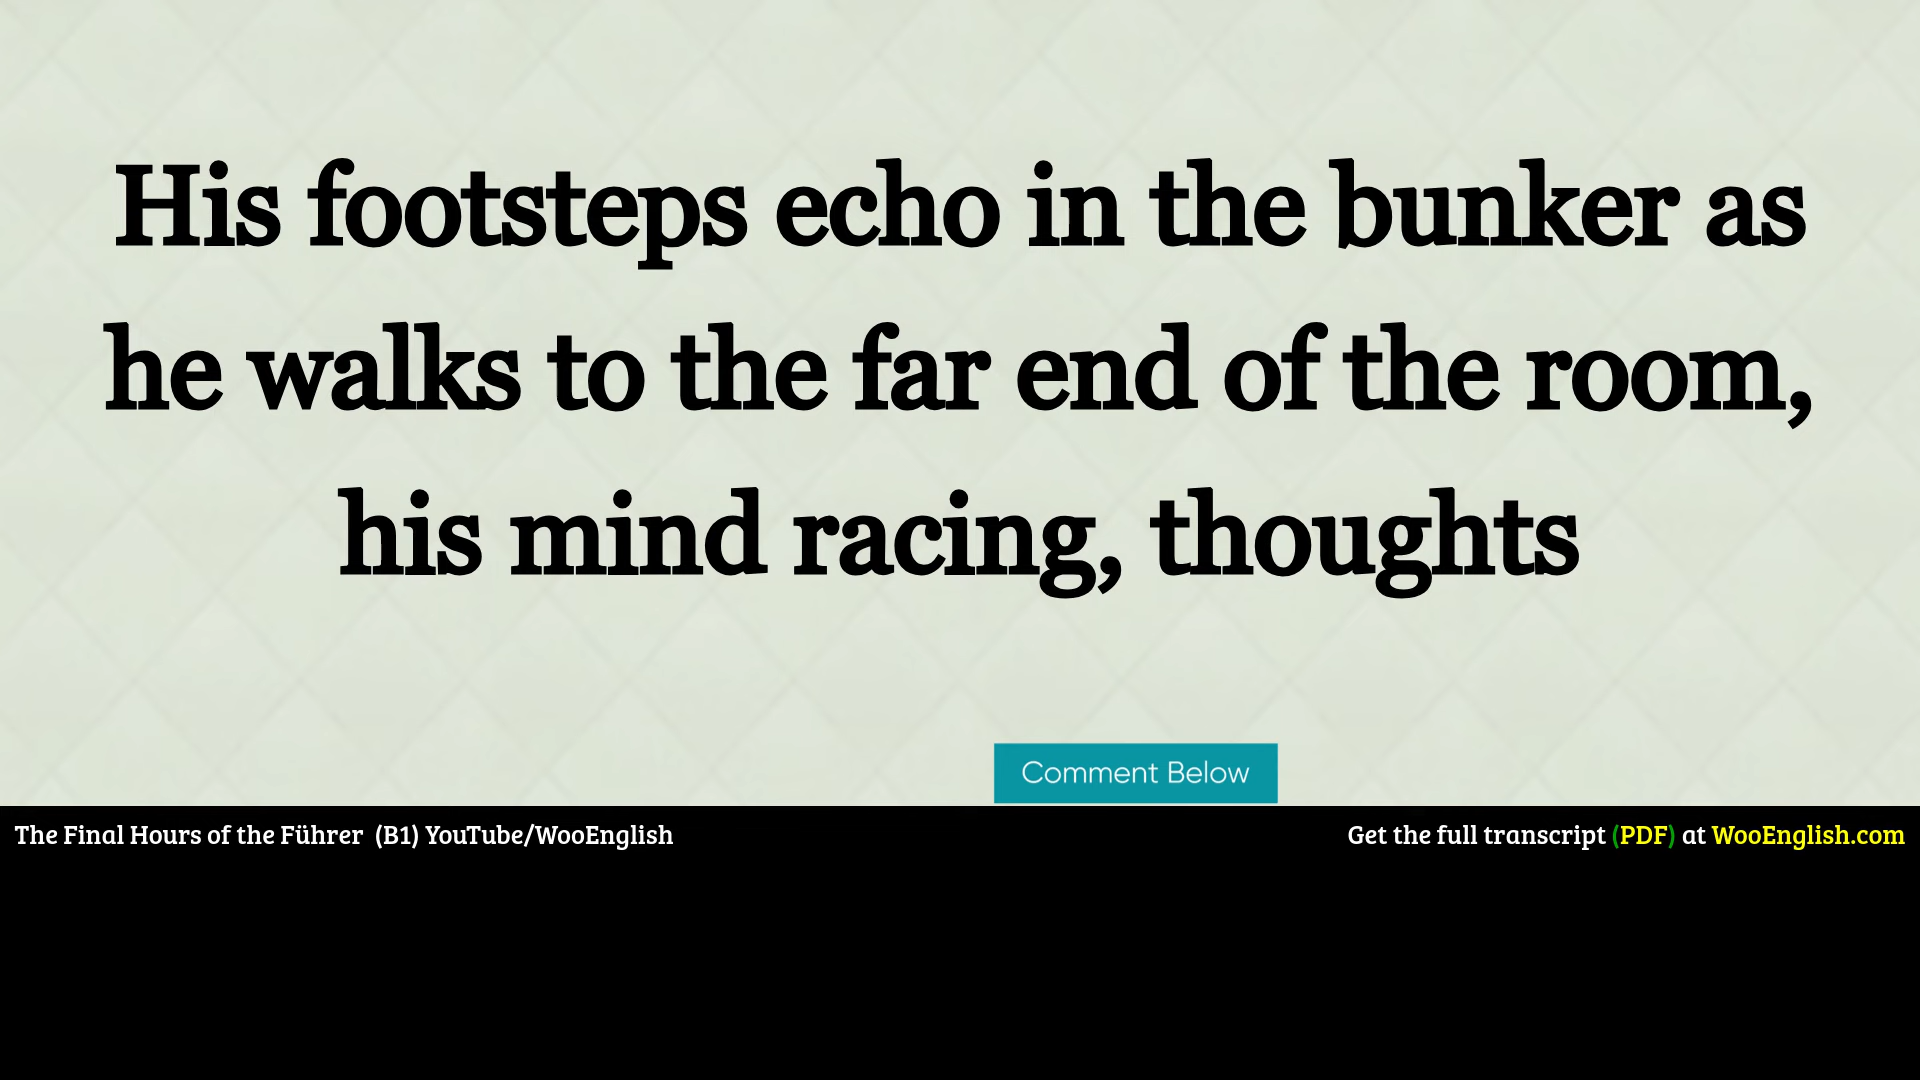 His footsteps echo in the bunker as
he walks to the far end of the room,
his mind racing, thoughts
Comment Below
The Final Hours of the Führer (B1) YouTube/WooEnglish
Get the full transcript (PDF) at WooEnglish.com